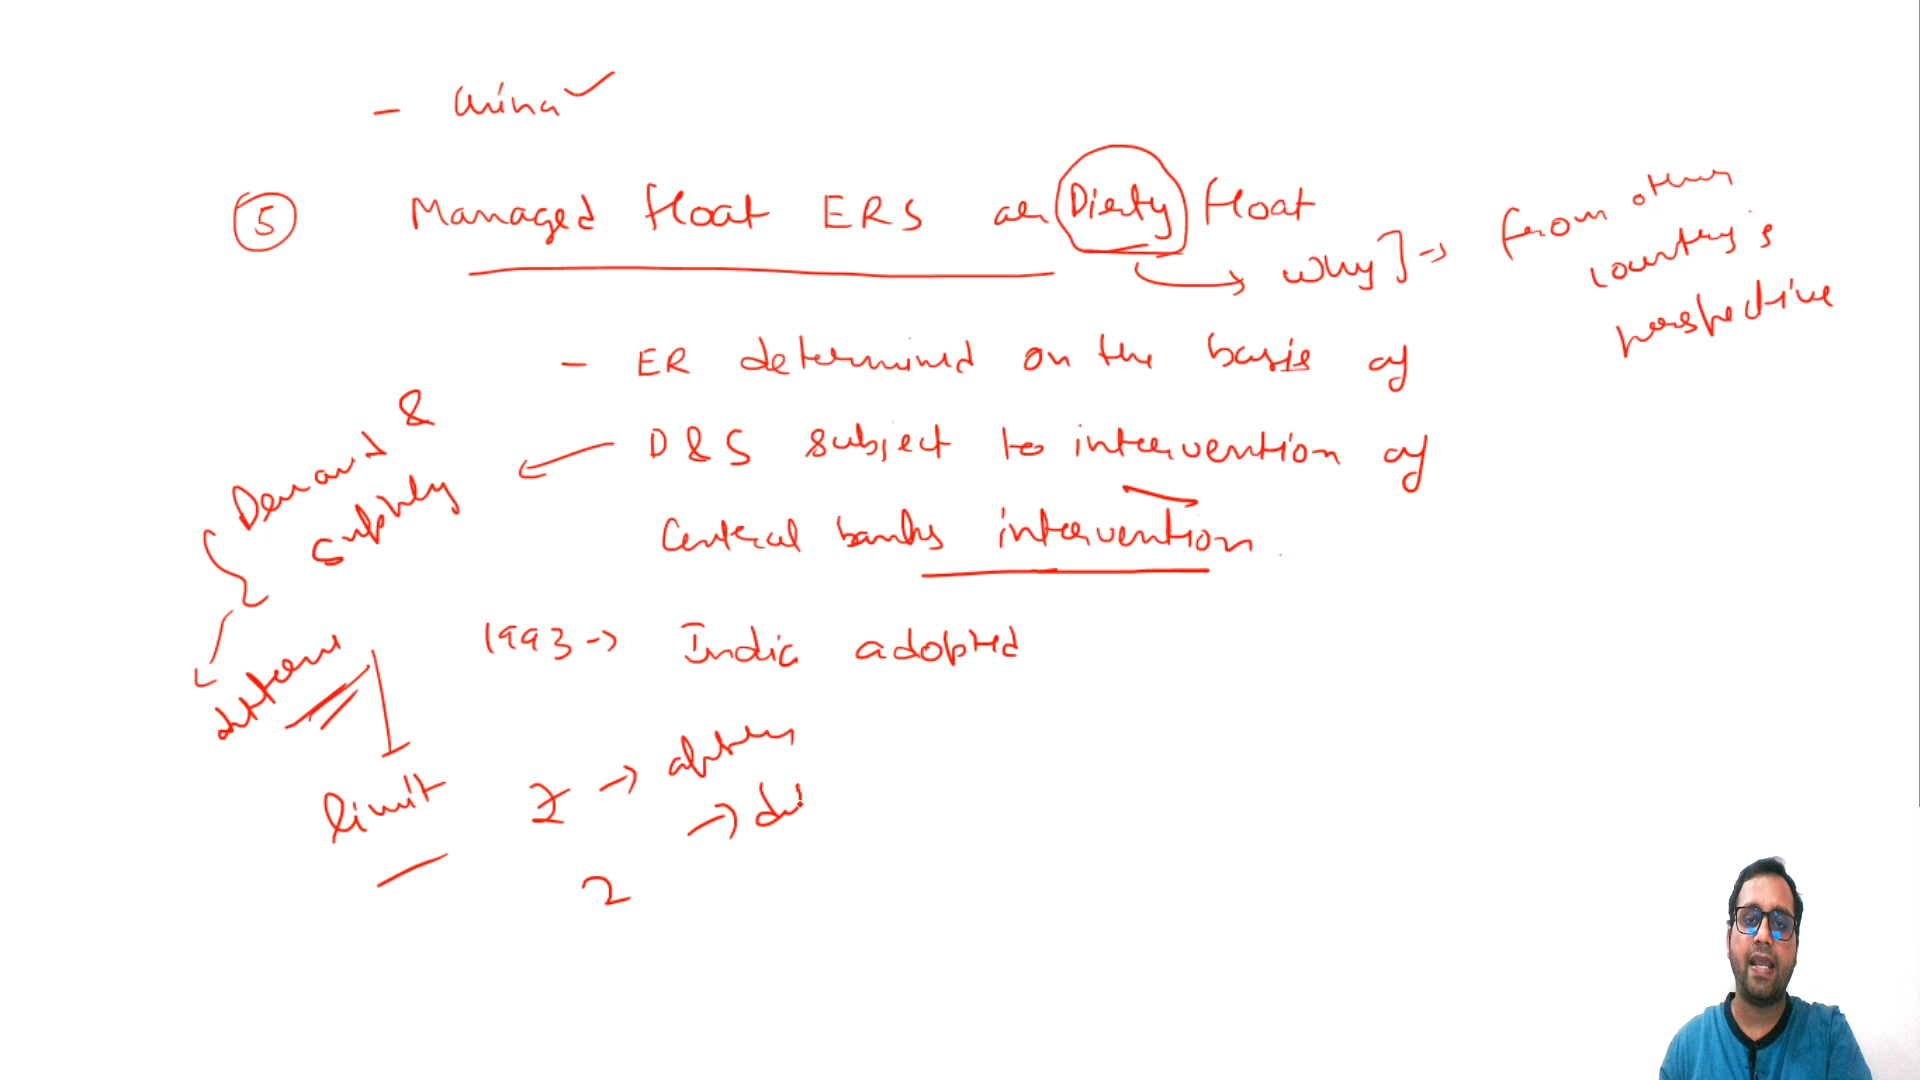 - China ✓
⑤ Managed float ERS or Dirty float
Why] → from other
country's
perspective
- ER determined on the basis of
D & S subject to intervention of
Central banks intervention.
Demand &
Supply
1993 → India adopted
limit
2